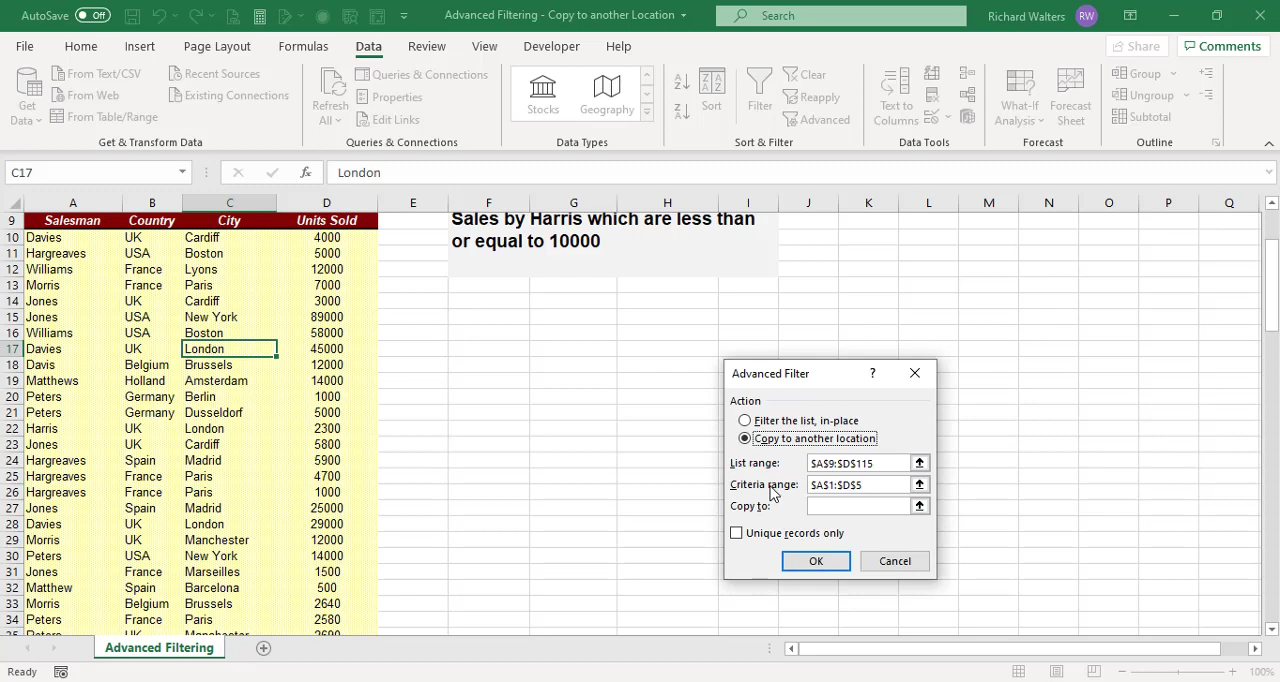 AutoSave Off Advanced Filtering - Copy to another Location Search Richard Walters RW
File Home Insert Page Layout Formulas Data Review View Developer Help Share Comments
Get Data From Text/CSV From Web From Table/Range Recent Sources Existing Connections
Refresh All Queries & Connections Properties Edit Links
Stocks Geography
Sort Filter Clear Reapply Advanced
Text to Columns
What-If Analysis Forecast Sheet
Group Ungroup Subtotal
Get & Transform Data Queries & Connections Data Types Sort & Filter Data Tools Forecast Outline
C17 fx London
A B C D E F G H I J K L M N O P Q
9 Salesman Country City Units Sold
10 Davies UK Cardiff 4000
11 Hargreaves USA Boston 5000
12 Williams France Lyons 12000
13 Morris France Paris 7000
14 Jones UK Cardiff 3000
15 Jones USA New York 89000
16 Williams USA Boston 58000
17 Davies UK London 45000
18 Davis Belgium Brussels 12000
19 Matthews Holland Amsterdam 14000
20 Peters Germany Berlin 1000
21 Peters Germany Dusseldorf 5000
22 Harris UK London 2300
23 Jones UK Cardiff 5800
24 Hargreaves Spain Madrid 5900
25 Hargreaves France Paris 4700
26 Hargreaves France Paris 1000
27 Jones Spain Madrid 25000
28 Davies UK London 29000
29 Morris UK Manchester 12000
30 Peters USA New York 14000
31 Jones France Marseilles 1500
32 Matthew Spain Barcelona 500
33 Morris Belgium Brussels 2640
34 Peters France Paris 2580
35 Peters UK Manchester 2690
Sales by Harris which are less than
or equal to 10000
Advanced Filter ?
Action
Filter the list, in-place
Copy to another location
List range: $A$9:$D$115
Criteria range: $A$1:$D$5
Copy to:
Unique records only
OK Cancel
Advanced Filtering
Ready 100%